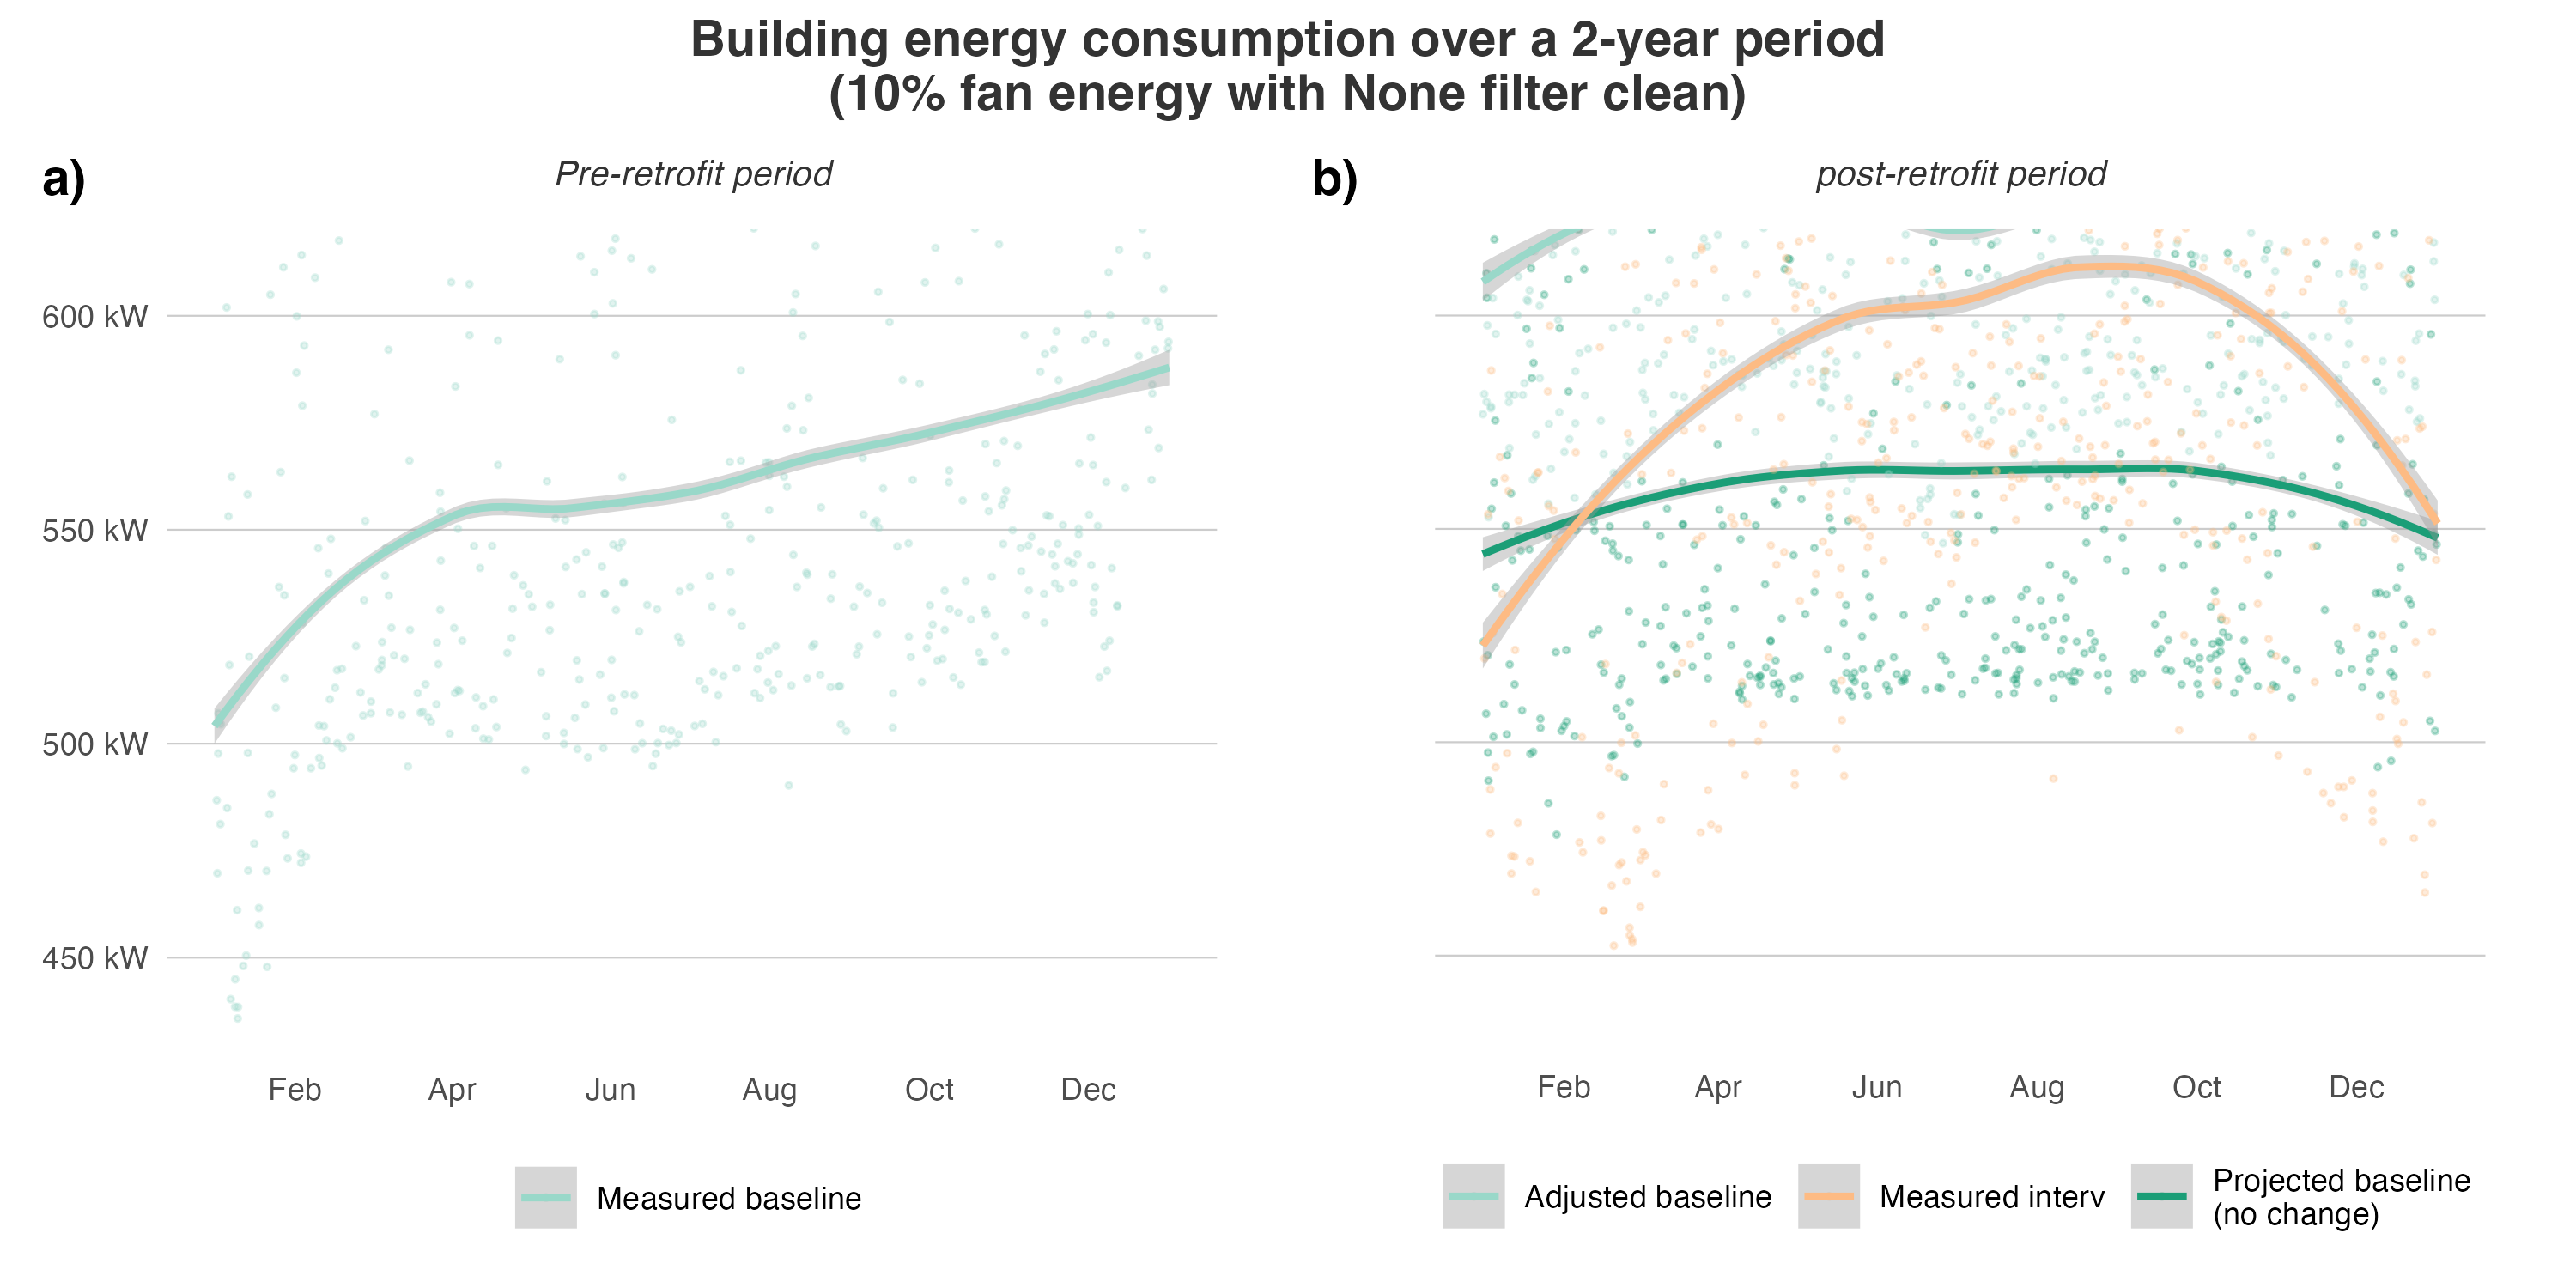 Building energy consumption over a 2-year period
(10% fan energy with None filter clean)
a)
Pre-retrofit period
b)
post-retrofit period
600 kW
550 kW
500 kW
450 kW
Feb Apr Jun Aug Oct Dec
Feb Apr Jun Aug Oct Dec
Measured baseline
Adjusted baseline
Measured interv
Projected baseline
(no change)